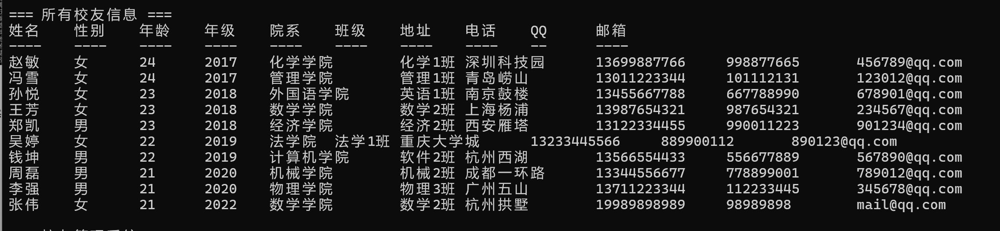 === 所有校友信息 ===
姓名 性别 年龄 年级 院系 班级 地址 电话 QQ 邮箱
---- ---- ---- ---- ---- ---- ---- ---- -- ----
赵敏 女 24 2017 化学学院 化学1班 深圳科技园 13699887766 998877665 456789@qq.com
冯雪 女 24 2017 管理学院 管理1班 青岛崂山 13011223344 101112131 123012@qq.com
孙悦 女 23 2018 外国语学院 英语1班 南京鼓楼 13455667788 667788990 678901@qq.com
王芳 女 23 2018 数学学院 数学2班 上海杨浦 13987654321 987654321 234567@qq.com
郑凯 男 23 2018 经济学院 经济2班 西安雁塔 13122334455 990011223 901234@qq.com
吴婷 女 22 2019 法学院 法学1班 重庆大学城 13233445566 889900112 890123@qq.com
钱坤 男 22 2019 计算机学院 软件2班 杭州西湖 13566554433 556677889 567890@qq.com
周磊 男 21 2020 机械学院 机械2班 成都一环路 13344556677 778899001 789012@qq.com
李强 男 21 2020 物理学院 物理3班 广州五山 13711223344 112233445 345678@qq.com
张伟 女 21 2022 数学学院 数学2班 杭州拱墅 19989898989 98989898 mail@qq.com